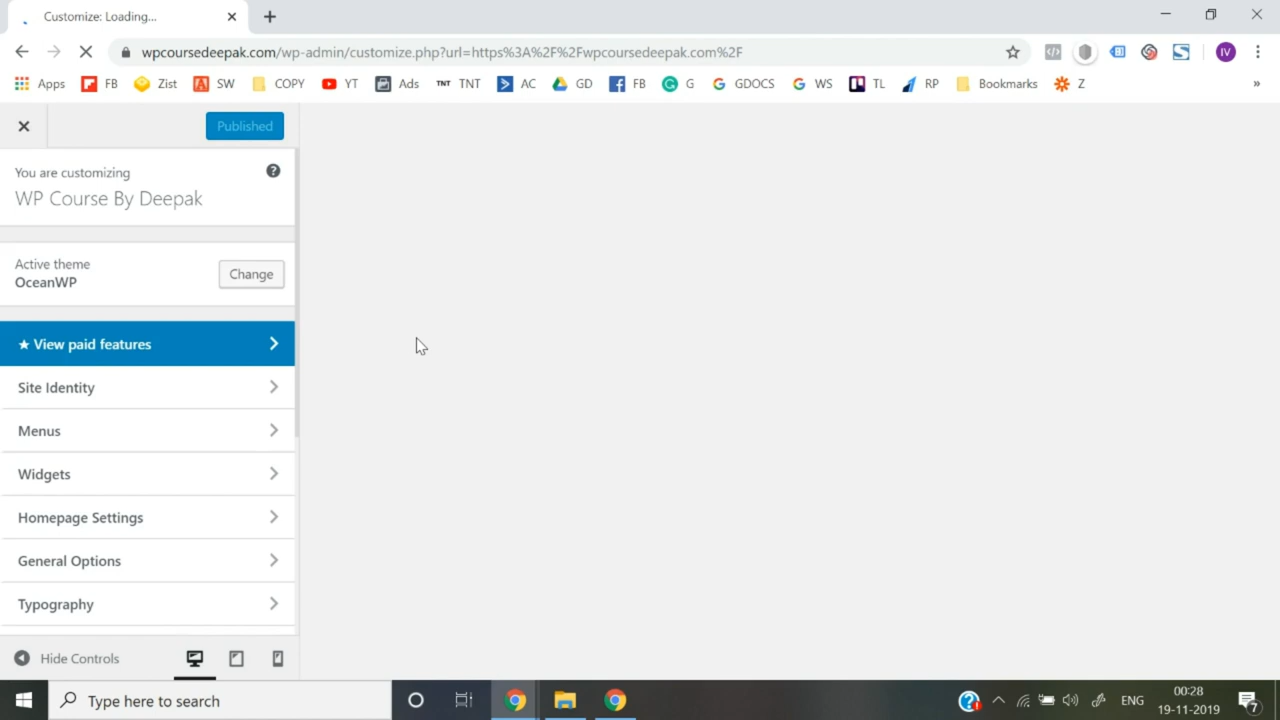 Customize: Loading...
wpcoursedeepak.com/wp-admin/customize.php?url=https%3A%2F%2Fwpcoursedeepak.com%2F
IV
Apps FB Zist SW COPY YT Ads TNT TNT AC GD FB G GDOCS WS TL RP Bookmarks Z »
Published
You are customizing
WP Course By Deepak
Active theme
OceanWP
Change
★ View paid features
Site Identity
Menus
Widgets
Homepage Settings
General Options
Typography
Hide Controls
Type here to search
ENG
00:28
19-11-2019
7